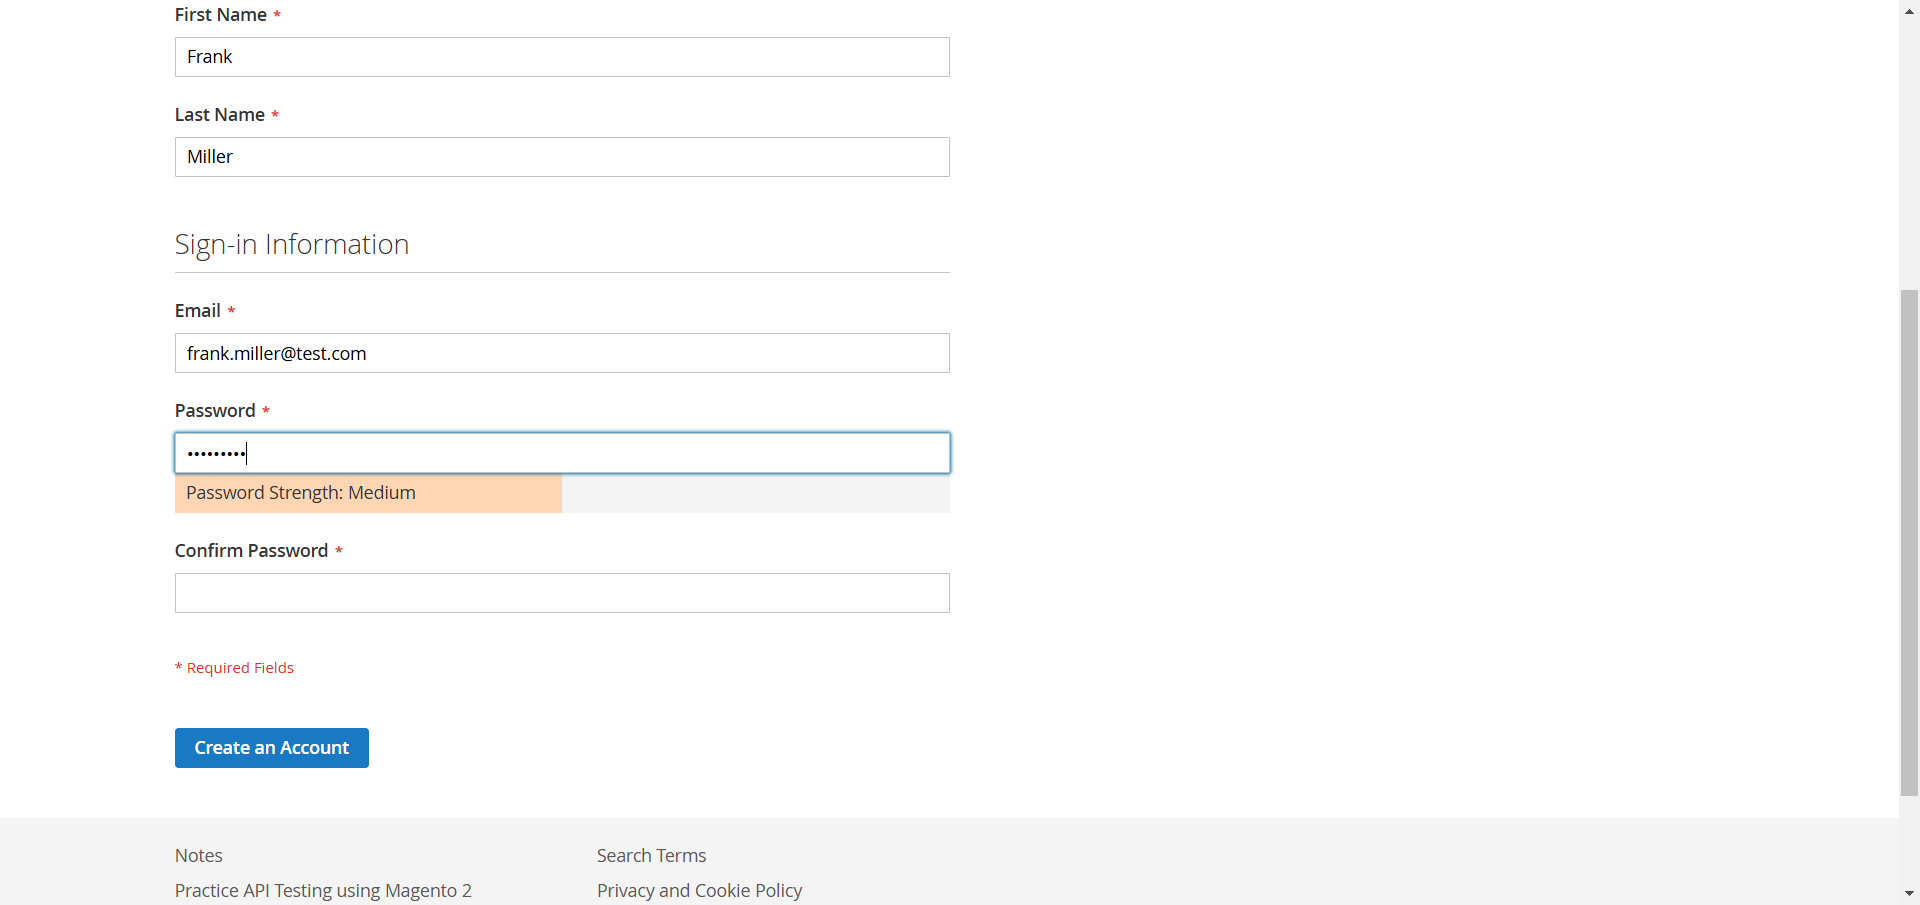 First Name *
Frank
Last Name *
Miller
Sign-in Information
Email *
frank.miller@test.com
Password *
•••••••••
Password Strength: Medium
Confirm Password *
* Required Fields
Create an Account
Notes
Search Terms
Practice API Testing using Magento 2
Privacy and Cookie Policy